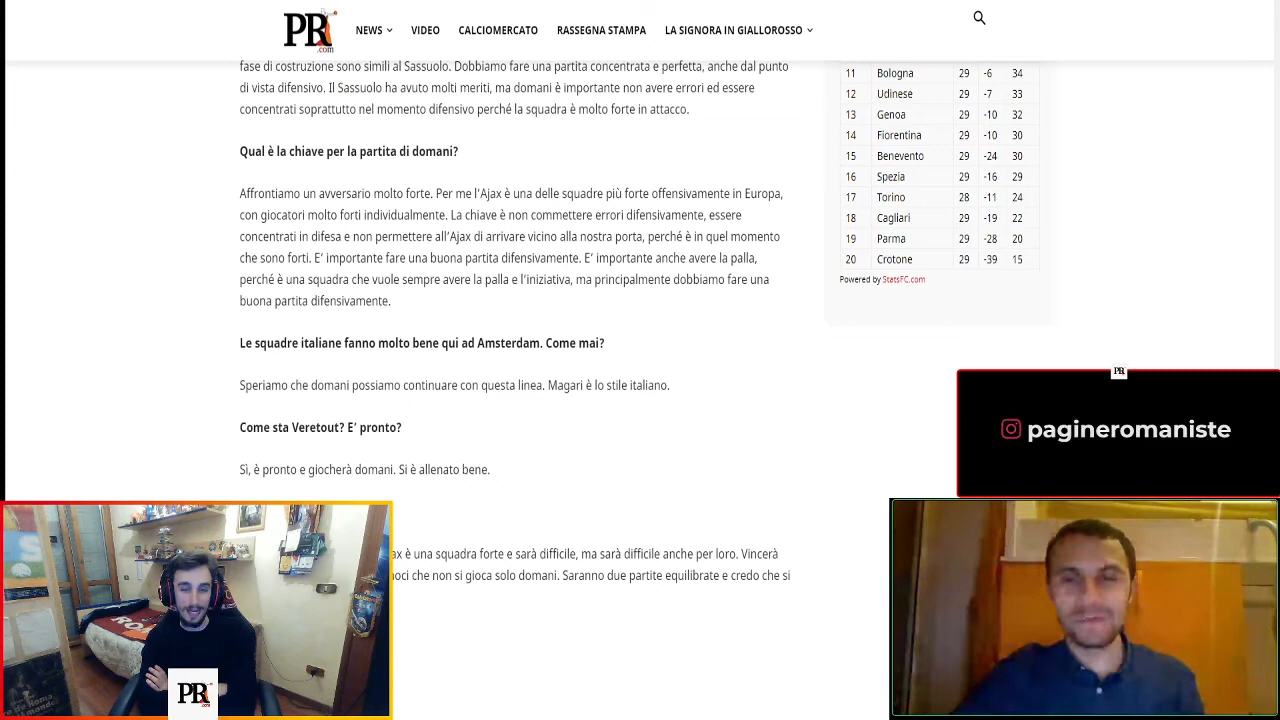 PR
.com
NEWS
VIDEO
CALCIOMERCATO
RASSEGNA STAMPA
LA SIGNORA IN GIALLOROSSO
fase di costruzione sono simili al Sassuolo. Dobbiamo fare una partita concentrata e perfetta, anche dal punto
di vista difensivo. Il Sassuolo ha avuto molti meriti, ma domani è importante non avere errori ed essere
concentrati soprattutto nel momento difensivo perché la squadra è molto forte in attacco.
Qual è la chiave per la partita di domani?
Affrontiamo un avversario molto forte. Per me l’Ajax è una delle squadre più forte offensivamente in Europa,
con giocatori molto forti individualmente. La chiave è non commettere errori difensivamente, essere
concentrati in difesa e non permettere all’Ajax di arrivare vicino alla nostra porta, perché è in quel momento
che sono forti. E’ importante fare una buona partita difensivamente. E’ importante anche avere la palla,
perché è una squadra che vuole sempre avere la palla e l’iniziativa, ma principalmente dobbiamo fare una
buona partita difensivamente.
Le squadre italiane fanno molto bene qui ad Amsterdam. Come mai?
Speriamo che domani possiamo continuare con questa linea. Magari è lo stile italiano.
Come sta Veretout? E’ pronto?
Sì, è pronto e giocherà domani. Si è allenato bene.
è una squadra forte e sarà difficile, ma sarà difficile anche per loro. Vincerà
che non si gioca solo domani. Saranno due partite equilibrate e credo che si
11 Bologna 29 -6 34
12 Udinese 29 -7 33
13 Genoa 29 -10 32
14 Fiorentina 29 -10 30
15 Benevento 29 -24 30
16 Spezia 29 -16 29
17 Torino 28 -11 24
18 Cagliari 29 -19 22
19 Parma 29 -28 20
20 Crotone 29 -39 15
Powered by StatsFC.com
PR
pagineromaniste
PR
.com